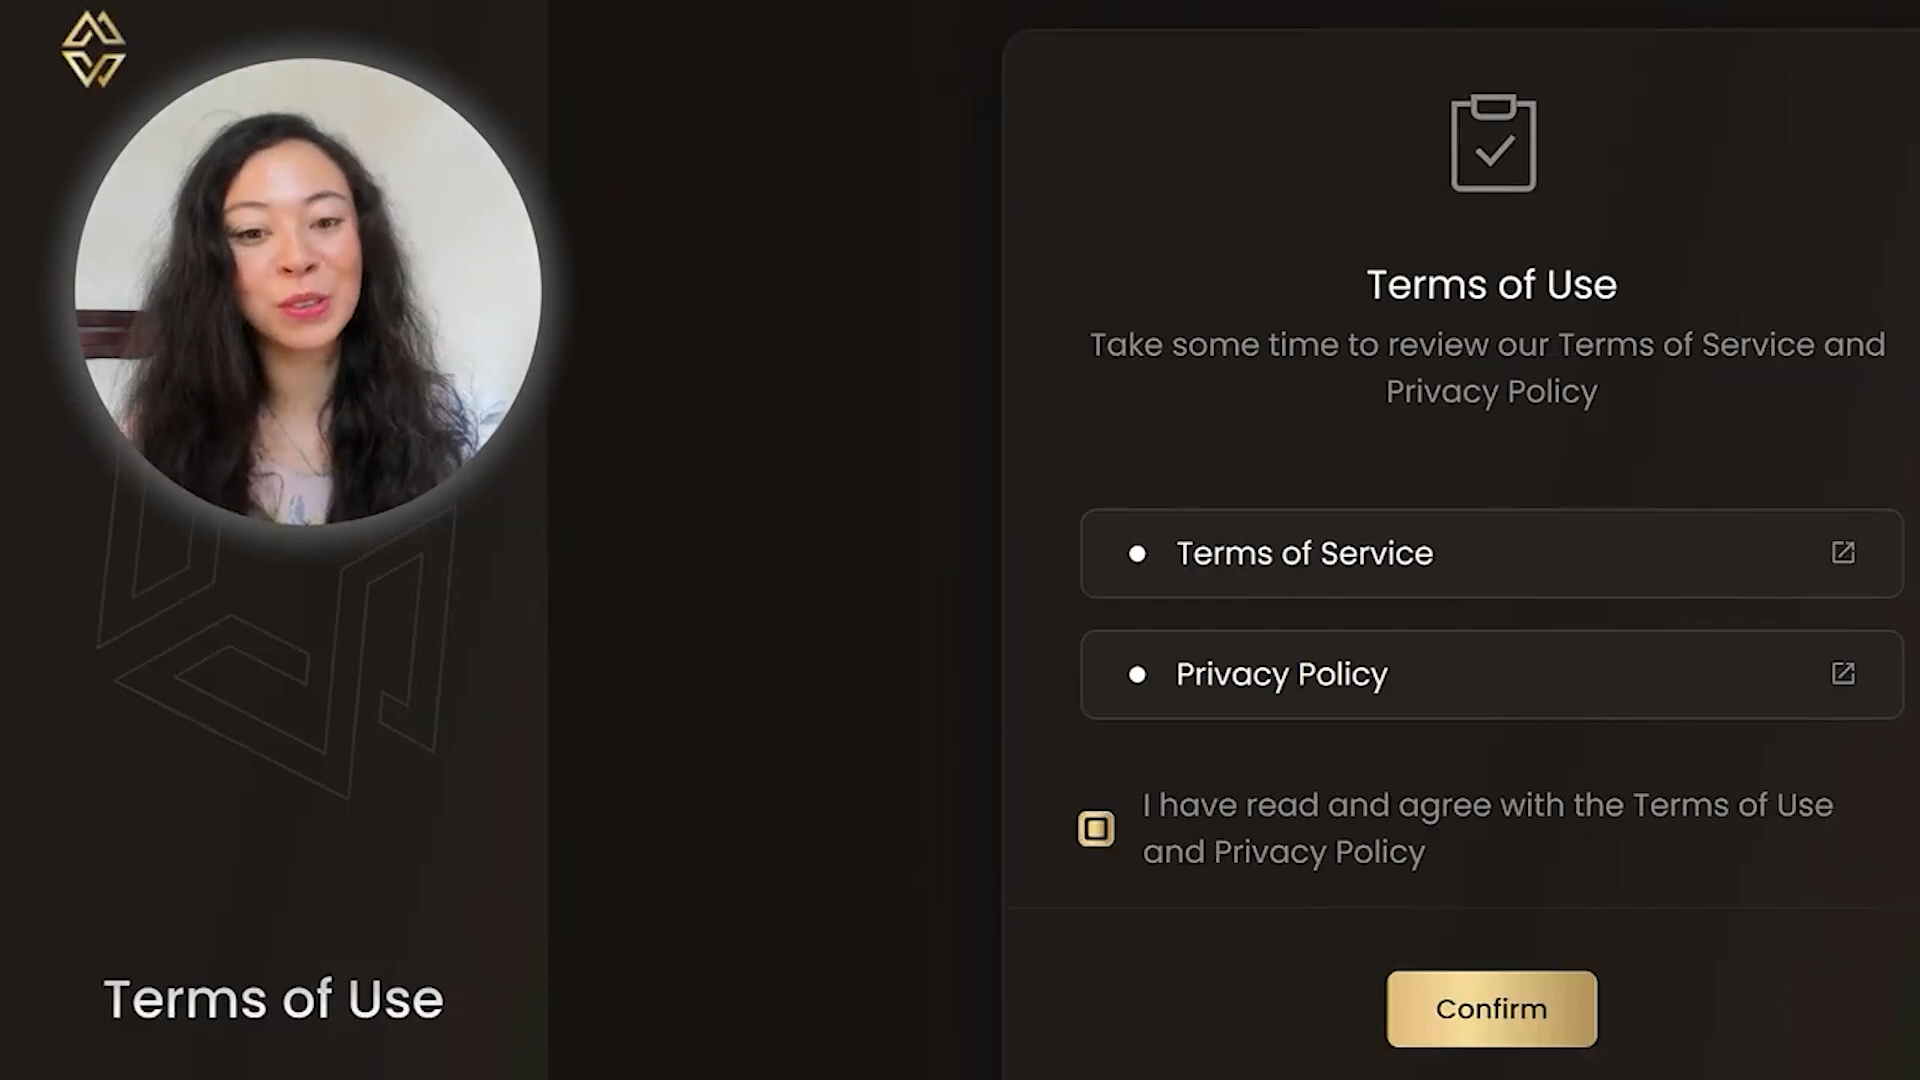 Terms of Use
Take some time to review our Terms of Service and
Privacy Policy
Terms of Service
Privacy Policy
I have read and agree with the Terms of Use
and Privacy Policy
Confirm
Terms of Use